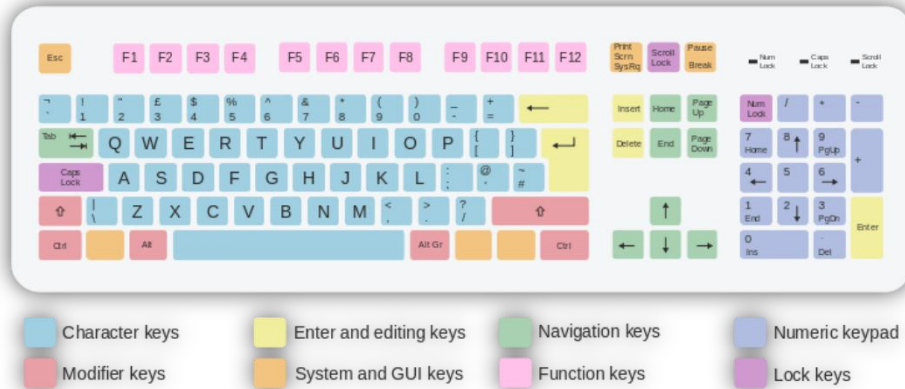 Esc F1 F2 F3 F4 F5 F6 F7 F8 F9 F10 F11 F12
Print
Scrn
SysRq
Scroll
Lock
Pause
Break
Num
Lock
Caps
Lock
Scroll
Lock
¬ ! " £ $ % ^ & * ( ) _ +
` 1 2 3 4 5 6 7 8 9 0 - =
Insert Home
Page
Up
Num
Lock
/ * -
Tab Q W E R T Y U I O P { }
[ ]
Delete End
Page
Down
7 8 9
Home PgUp
+
Caps
Lock
A S D F G H J K L : @ ~
; #
4 5 6
| Z X C V B N M < > ?
\ , . /
1 2 3
End PgDn
Enter
Ctrl Alt Alt Gr Ctrl
0 .
Ins Del
Character keys Enter and editing keys Navigation keys Numeric keypad
Modifier keys System and GUI keys Function keys Lock keys